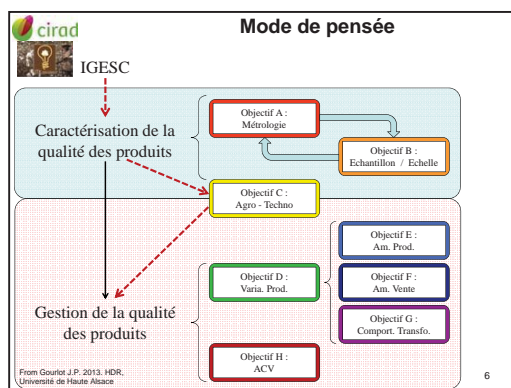 cirad
Mode de pensée
IGESC
Caractérisation de la
qualité des produits
Objectif A :
Métrologie
Objectif B :
Echantillon / Echelle
Objectif C :
Agro - Techno
Objectif D :
Varia. Prod.
Objectif E :
Am. Prod.
Objectif F :
Am. Vente
Objectif G :
Comport. Transfo.
Gestion de la qualité
des produits
Objectif H :
ACV
From Gourlot J.P. 2013. HDR,
Université de Haute Alsace
6